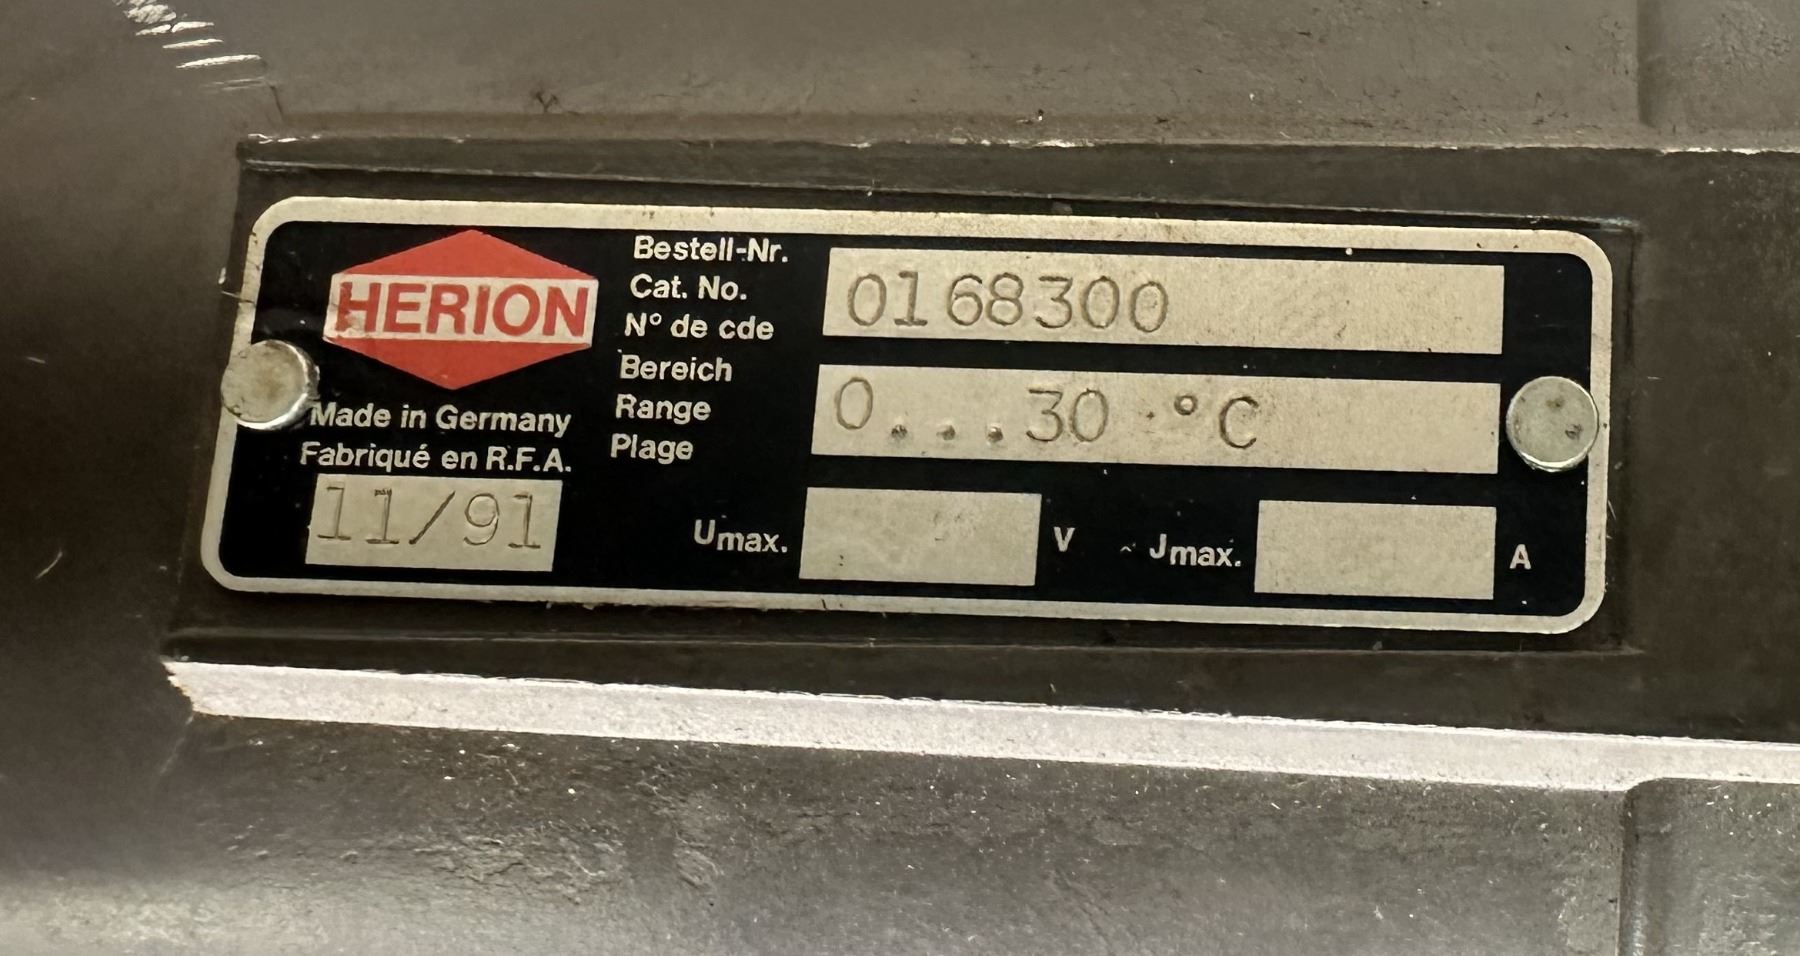 HERION
Made in Germany
Fabriqué en R.F.A.
11/91
Bestell-Nr.
Cat. No.
N° de cde
0168300
Bereich
Range
Plage
0...30 °C
Umax. V
Jmax. A